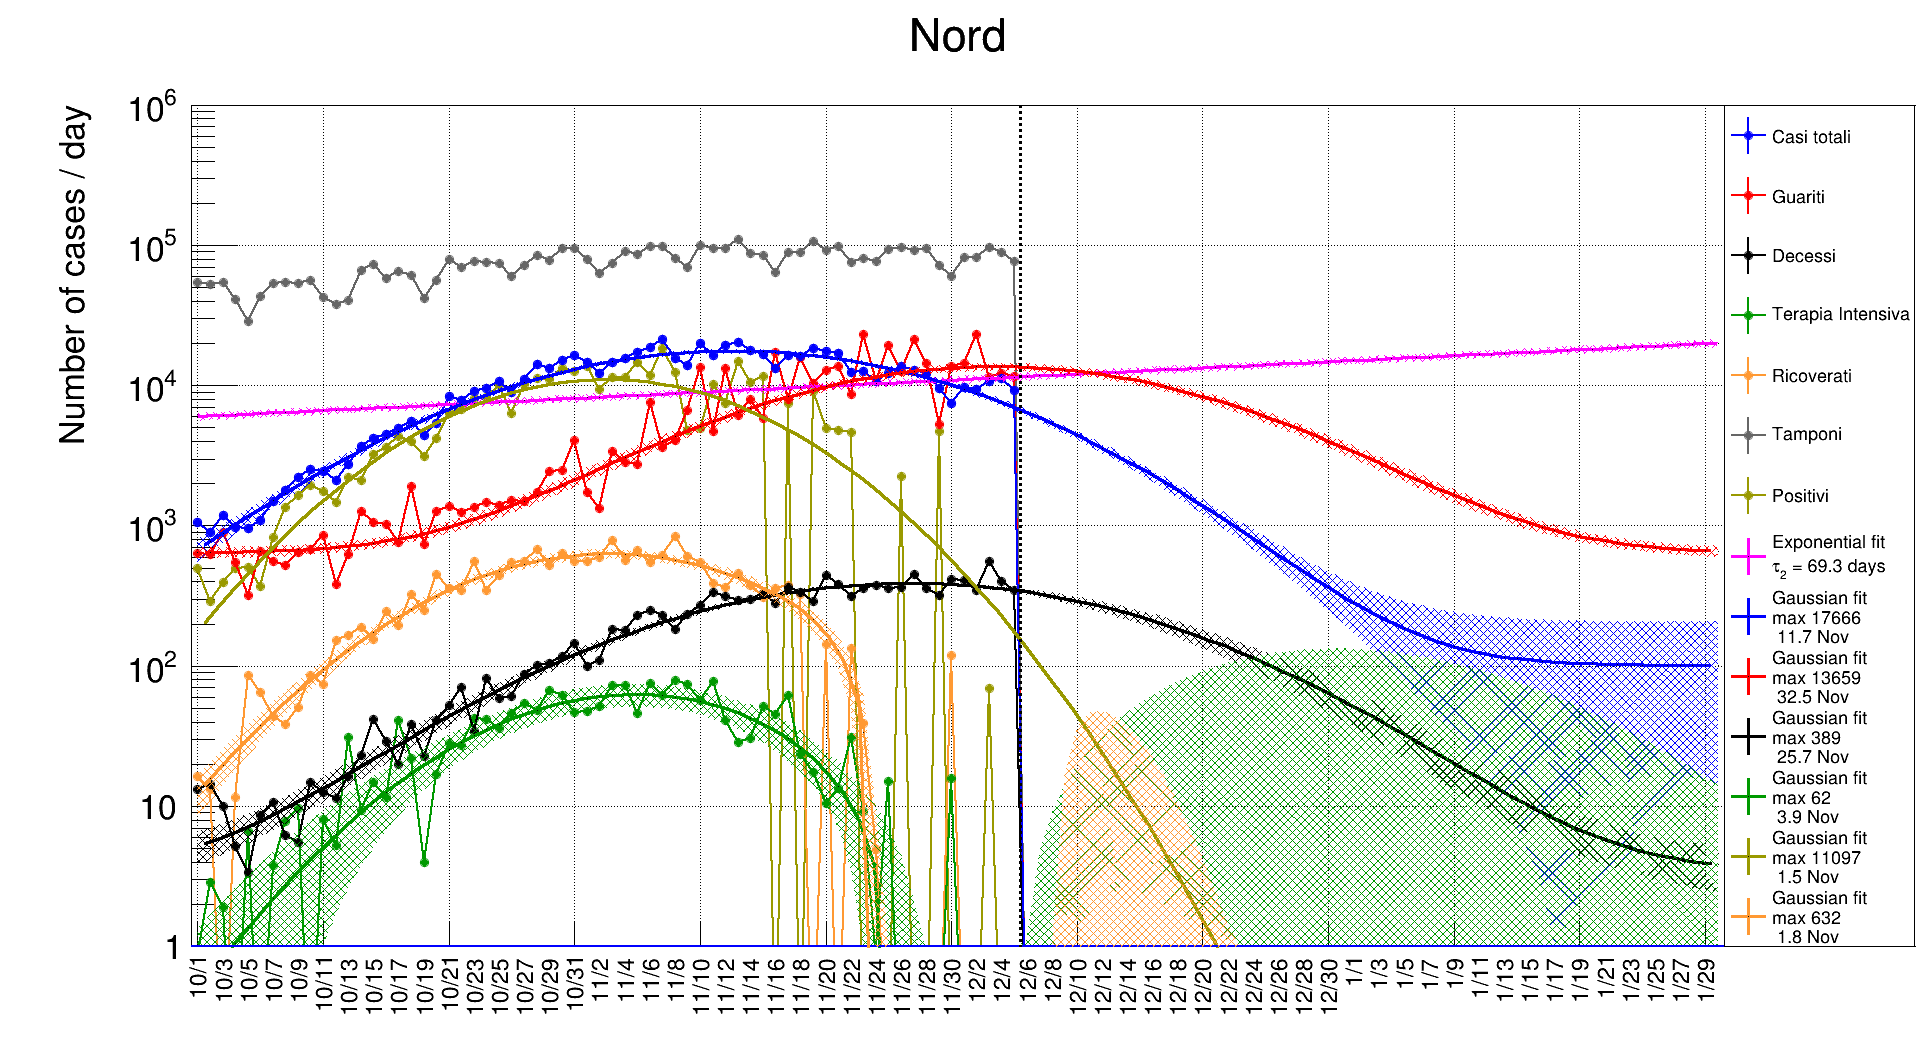 Nord
Number of cases / day
10^6
10^5
10^4
10^3
10^2
10
1
10/1 10/3 10/5 10/7 10/9 10/11 10/13 10/15 10/17 10/19 10/21 10/23 10/25 10/27 10/29 10/31 11/2 11/4 11/6 11/8 11/10 11/12 11/14 11/16 11/18 11/20 11/22 11/24 11/26 11/28 11/30 12/2 12/4 12/6 12/8 12/10 12/12 12/14 12/16 12/18 12/20 12/22 12/24 12/26 12/28 12/30 1/1 1/3 1/5 1/7 1/9 1/11 1/13 1/15 1/17 1/19 1/21 1/23 1/25 1/27 1/29
Casi totali
Guariti
Decessi
Terapia Intensiva
Ricoverati
Tamponi
Positivi
Exponential fit
τ₂ = 69.3 days
Gaussian fit
max 17666
11.7 Nov
Gaussian fit
max 13659
32.5 Nov
Gaussian fit
max 389
25.7 Nov
Gaussian fit
max 62
3.9 Nov
Gaussian fit
max 11097
1.5 Nov
Gaussian fit
max 632
1.8 Nov